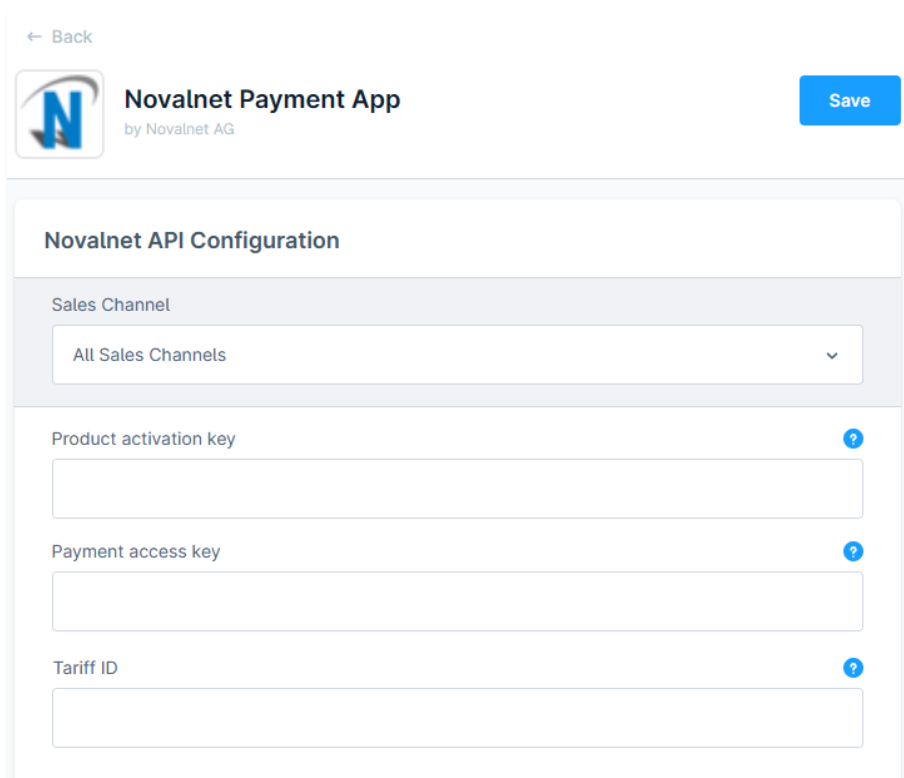 ← Back
N
Novalnet Payment App
by Novalnet AG
Save
Novalnet API Configuration
Sales Channel
All Sales Channels
Product activation key
?
Payment access key
?
Tariff ID
?